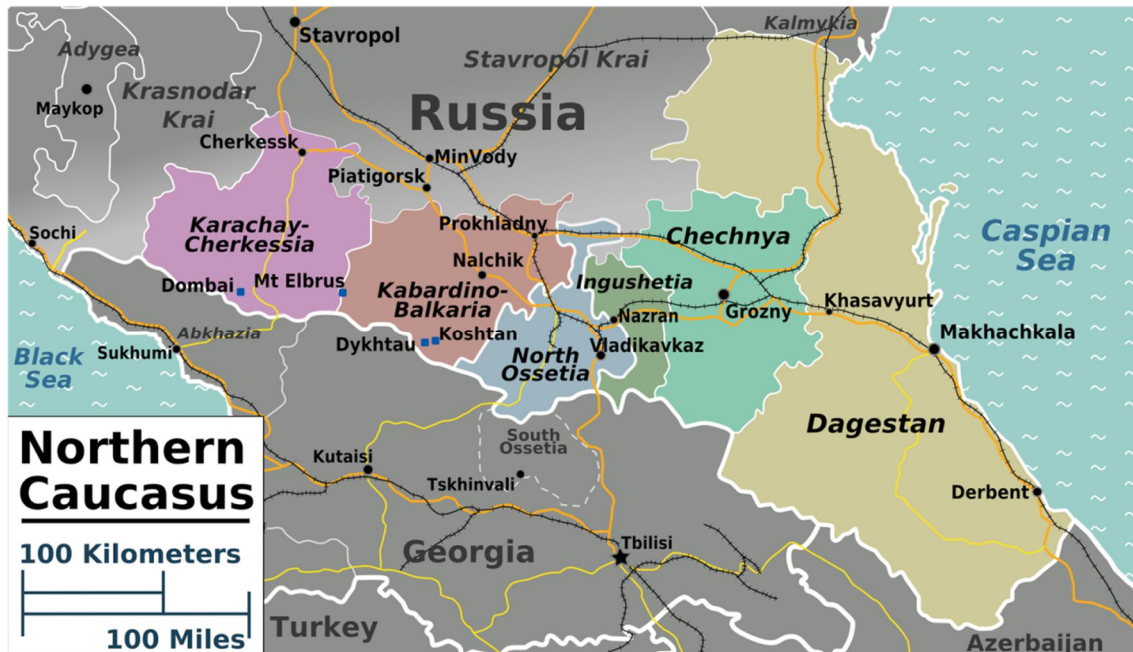 Kalmykia
Adygea
Stavropol
Stavropol Krai
Maykop
Krasnodar
Krai
Russia
Cherkessk
MinVody
Piatigorsk
Sochi
Karachay-
Cherkessia
Prokhladny
Chechnya
Caspian
Sea
Nalchik
Ingushetia
Dombai
Mt Elbrus
Kabardino-
Balkaria
Grozny
Khasavyurt
Nazran
Abkhazia
Koshtan
Dykhtau
Makhachkala
Sukhumi
Vladikavkaz
Black
Sea
North
Ossetia
Dagestan
Northern
Caucasus
South
Ossetia
Kutaisi
Tskhinvali
Derbent
100 Kilometers
Georgia
Tbilisi
100 Miles
Turkey
Azerbaijan